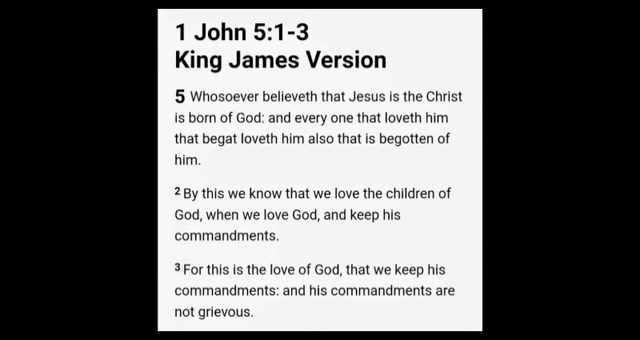 1 John 5:1-3
King James Version
5 Whosoever believeth that Jesus is the Christ
is born of God: and every one that loveth him
that begat loveth him also that is begotten of
him.
2 By this we know that we love the children of
God, when we love God, and keep his
commandments.
3 For this is the love of God, that we keep his
commandments: and his commandments are
not grievous.